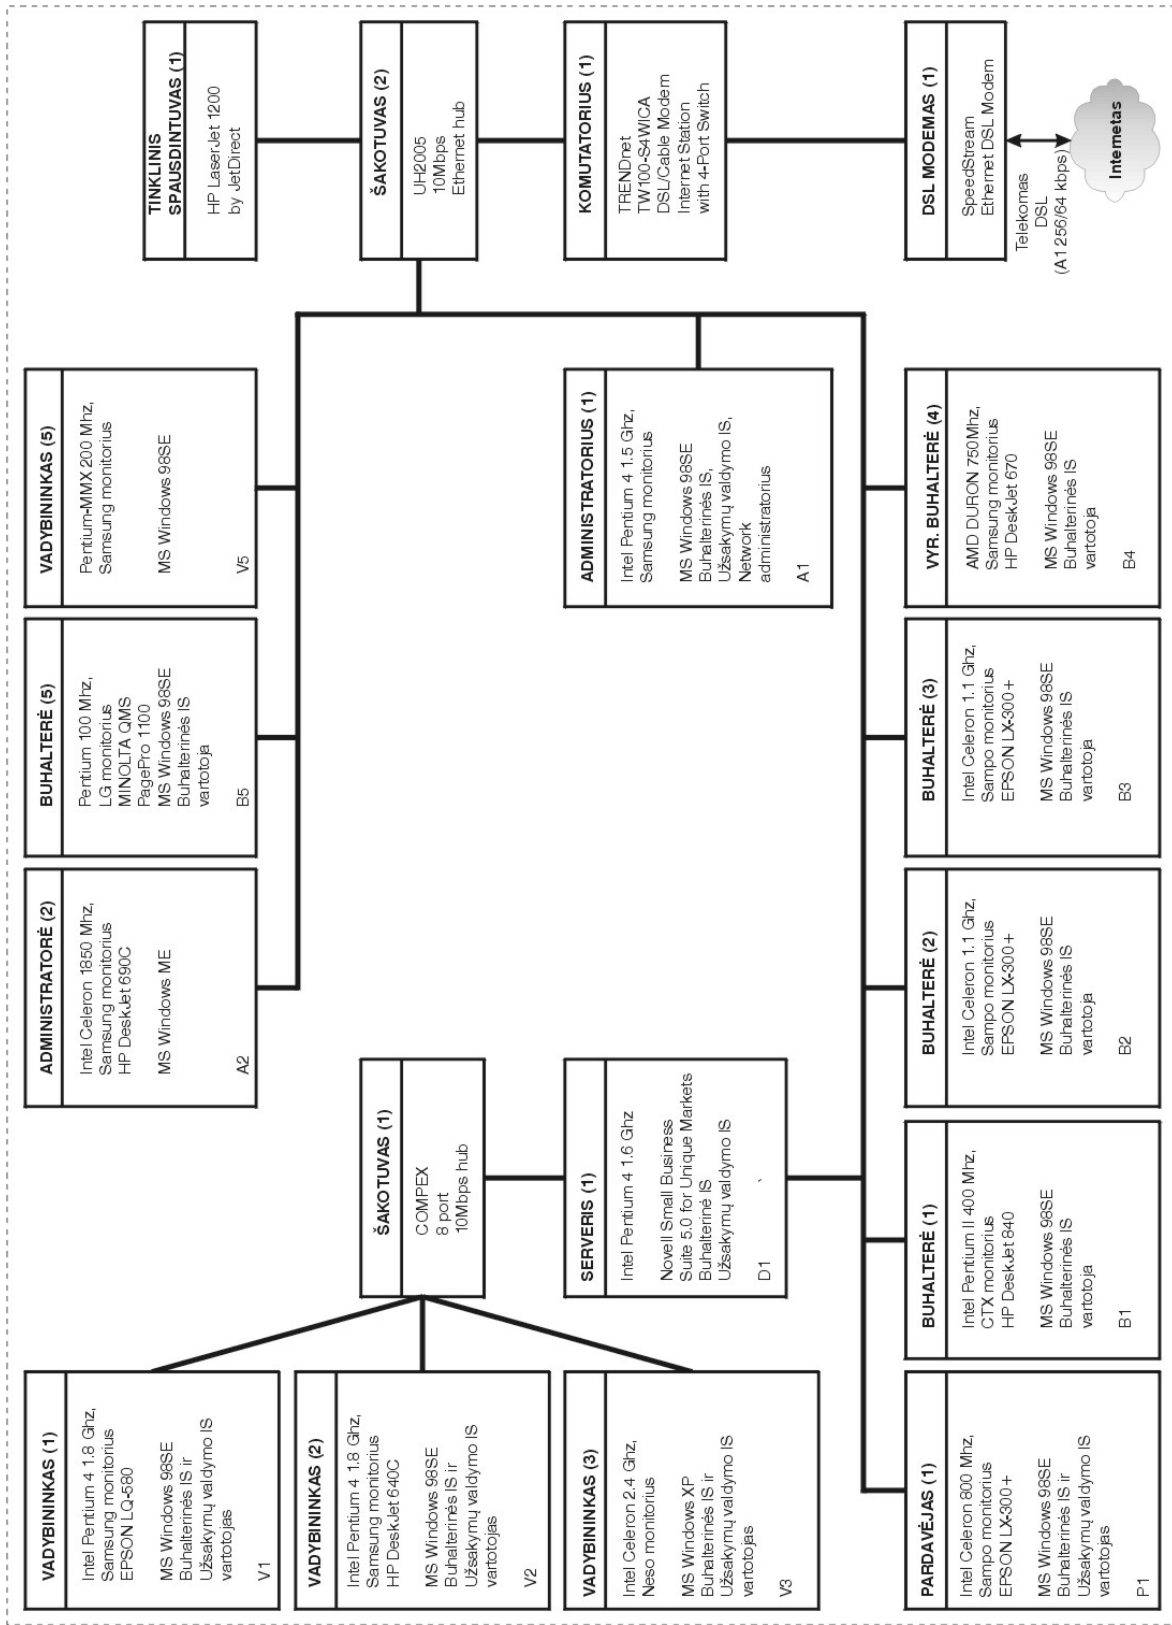 VADYBININKAS (1)
Intel Pentium 4 1.8 Ghz,
Samsung monitorius
EPSON LQ-580
MS Windows 98SE
Buhalterinės IS ir
Užsakymų valdymo IS
vartotojas
V1
VADYBININKAS (2)
Intel Pentium 4 1.8 Ghz,
Samsung monitorius
HP DeskJet 640C
MS Windows 98SE
Buhalterinės IS ir
Užsakymų valdymo IS
vartotojas
V2
VADYBININKAS (3)
Intel Celeron 2.4 Ghz,
Neso monitorius
MS Windows XP
Buhalterinės IS ir
Užsakymų valdymo IS
vartotojas
V3
ŠAKOTUVAS (1)
COMPEX
8 port
10Mbps hub
SERVERIS (1)
Intel Pentium 4 1.6 Ghz
Novell Small Business
Suite 5.0 for Unique Markets
Buhalterinė IS
Užsakymų valdymo IS
D1
ADMINISTRATORĖ (2)
Intel Celeron 1850 Mhz,
Samsung monitorius
HP DeskJet 690C
MS Windows ME
A2
BUHALTERĖ (5)
Pentium 100 Mhz,
LG monitorius
MINOLTA QMS
PagePro 1100
MS Windows 98SE
Buhalterinės IS
vartotoja
B5
VADYBININKAS (5)
Pentium-MMX 200 Mhz,
Samsung monitorius
MS Windows 98SE
V5
ADMINISTRATORIUS (1)
Intel Pentium 4 1.5 Ghz,
Samsung monitorius
MS Windows 98SE
Buhalterinės IS,
Užsakymų valdymo IS,
Network
administratorius
A1
TINKLINIS
SPAUSDINTUVAS (1)
HP LaserJet 1200
by JetDirect
ŠAKOTUVAS (2)
UH2005
10Mbps
Ethernet hub
KOMUTATORIUS (1)
TRENDnet
TW100-S4WICA
DSL/Cable Modem
Internet Station
with 4-Port Switch
DSL MODEMAS (1)
SpeedStream
Ethernet DSL Modem
Telekomas
DSL
(A1 256/64 kbps)
Internetas
PARDAVĖJAS (1)
Intel Celeron 800 Mhz,
Sampo monitorius
EPSON LX-300+
MS Windows 98SE
Buhalterinės IS ir
Užsakymų valdymo IS
vartotojas
P1
BUHALTERĖ (1)
Intel Pentium II 400 Mhz,
CTX monitorius
HP DeskJet 840
MS Windows 98SE
Buhalterinės IS
vartotoja
B1
BUHALTERĖ (2)
Intel Celeron 1.1 Ghz,
Sampo monitorius
EPSON LX-300+
MS Windows 98SE
Buhalterinės IS
vartotoja
B2
BUHALTERĖ (3)
Intel Celeron 1.1 Ghz,
Sampo monitorius
EPSON LX-300+
MS Windows 98SE
Buhalterinės IS
vartotoja
B3
VYR. BUHALTERĖ (4)
AMD DURON 750Mhz,
Samsung monitorius
HP DeskJet 670
MS Windows 98SE
Buhalterinės IS
vartotoja
B4